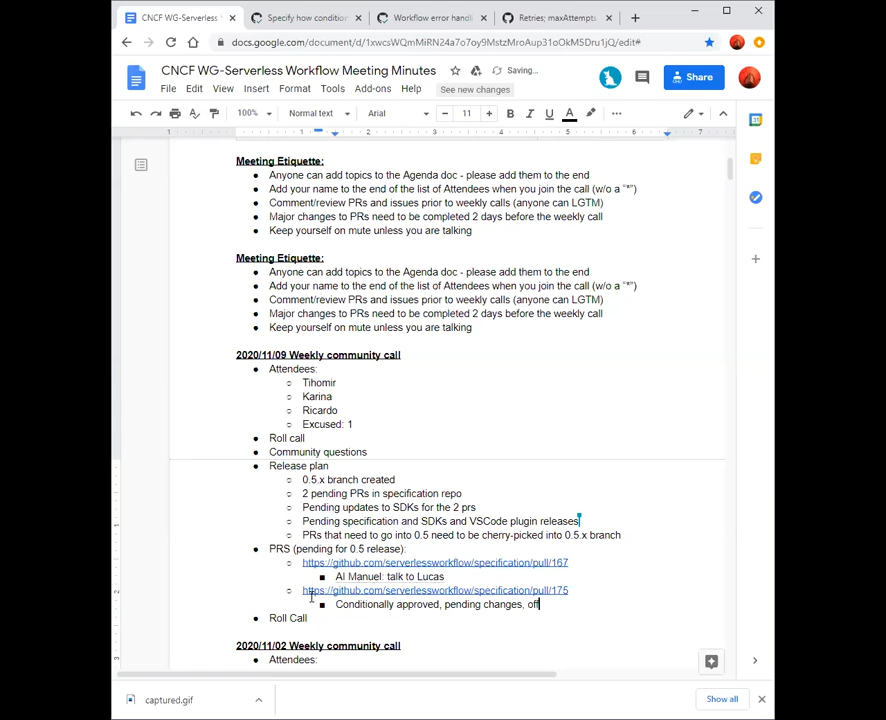 CNCF WG-Serverless
Specify how condition
Workflow error handl
Retries: maxAttempts
docs.google.com/document/d/1xwcsWQmMiRN24a7o7oy9MstzMroAup31oOkM5Dru1jQ/edit#
CNCF WG-Serverless Workflow Meeting Minutes
Saving...
Share
File Edit View Insert Format Tools Add-ons Help See new changes
100% Normal text Arial 11
1 1 2 3 4 5 6 7
Meeting Etiquette:
● Anyone can add topics to the Agenda doc - please add them to the end
● Add your name to the end of the list of Attendees when you join the call (w/o a "*")
● Comment/review PRs and issues prior to weekly calls (anyone can LGTM)
● Major changes to PRs need to be completed 2 days before the weekly call
● Keep yourself on mute unless you are talking
Meeting Etiquette:
● Anyone can add topics to the Agenda doc - please add them to the end
● Add your name to the end of the list of Attendees when you join the call (w/o a "*")
● Comment/review PRs and issues prior to weekly calls (anyone can LGTM)
● Major changes to PRs need to be completed 2 days before the weekly call
● Keep yourself on mute unless you are talking
2020/11/09 Weekly community call
● Attendees:
○ Tihomir
○ Karina
○ Ricardo
○ Excused: 1
● Roll call
● Community questions
● Release plan
○ 0.5.x branch created
○ 2 pending PRs in specification repo
○ Pending updates to SDKs for the 2 prs
○ Pending specification and SDKs and VSCode plugin releases
○ PRs that need to go into 0.5 need to be cherry-picked into 0.5.x branch
● PRS (pending for 0.5 release):
○ https://github.com/serverlessworkflow/specification/pull/167
■ AI Manuel: talk to Lucas
○ https://github.com/serverlessworkflow/specification/pull/175
■ Conditionally approved, pending changes, off
● Roll Call
2020/11/02 Weekly community call
● Attendees:
1
2
3
captured.gif
Show all